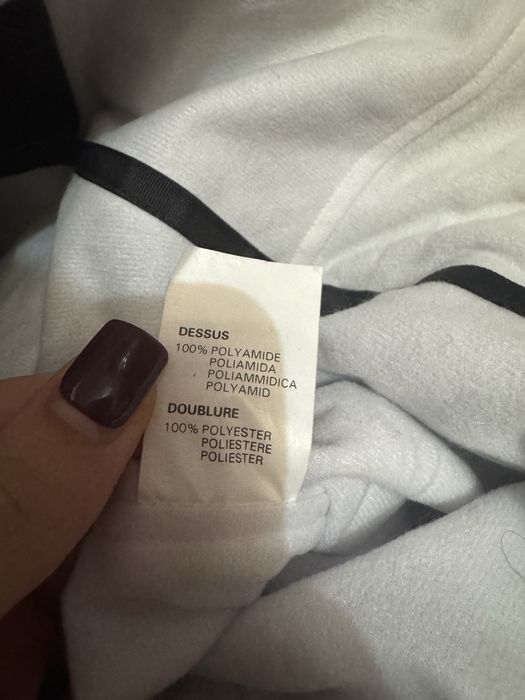 DESSUS
100% POLYAMIDE
POLIAMIDA
POLIAMMIDICA
POLYAMID
DOUBLURE
100% POLYESTER
POLIESTERE
POLIESTER